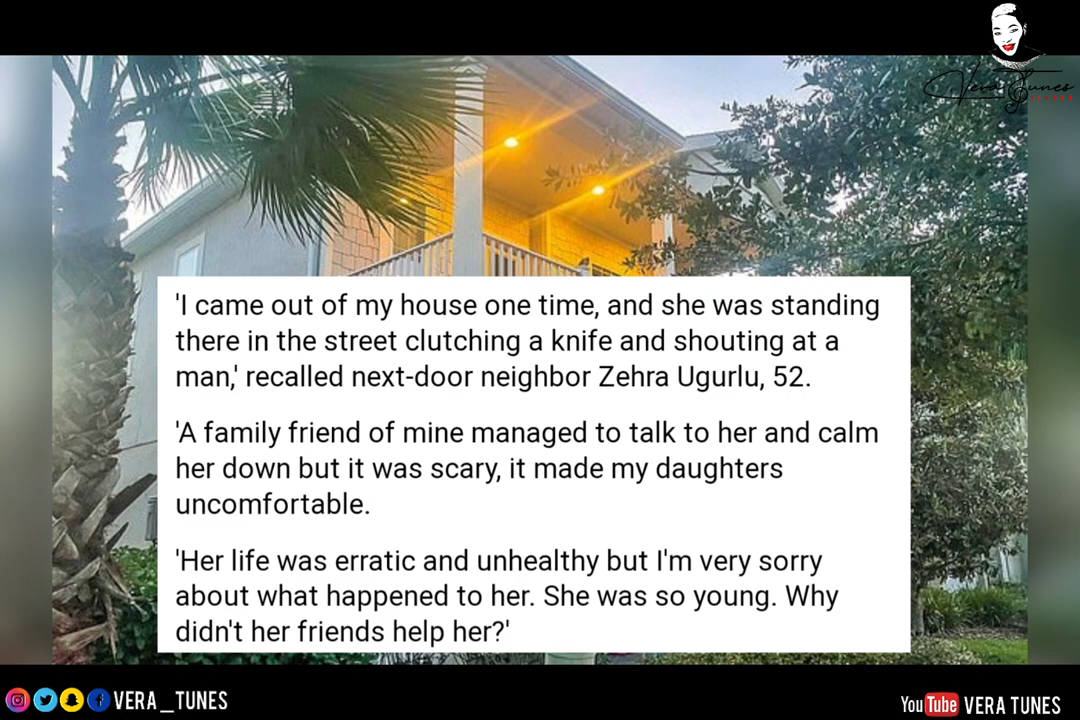 Vera Tunes
'I came out of my house one time, and she was standing
there in the street clutching a knife and shouting at a
man,' recalled next-door neighbor Zehra Ugurlu, 52.
'A family friend of mine managed to talk to her and calm
her down but it was scary, it made my daughters
uncomfortable.
'Her life was erratic and unhealthy but I'm very sorry
about what happened to her. She was so young. Why
didn't her friends help her?'
VERA_TUNES
YouTube VERA TUNES